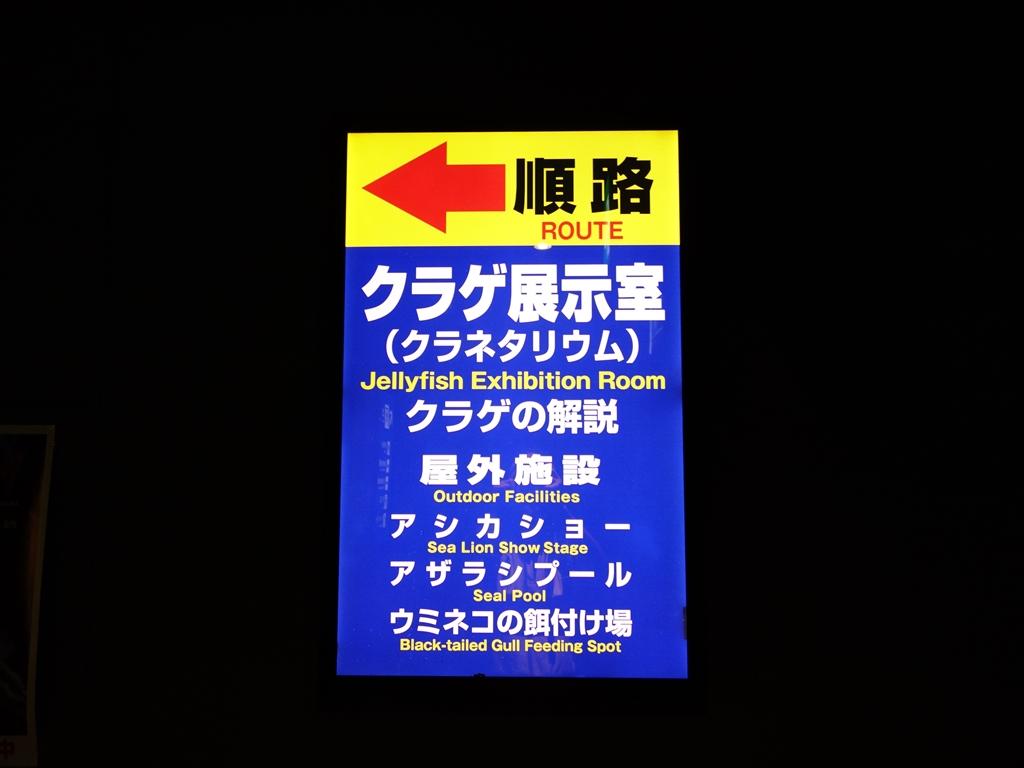 順路
ROUTE
クラゲ展示室
（クラネタリウム）
Jellyfish Exhibition Room
クラゲの解説
屋外施設
Outdoor Facilities
アシカショー
Sea Lion Show Stage
アザラシプール
Seal Pool
ウミネコの餌付け場
Black-tailed Gull Feeding Spot
中